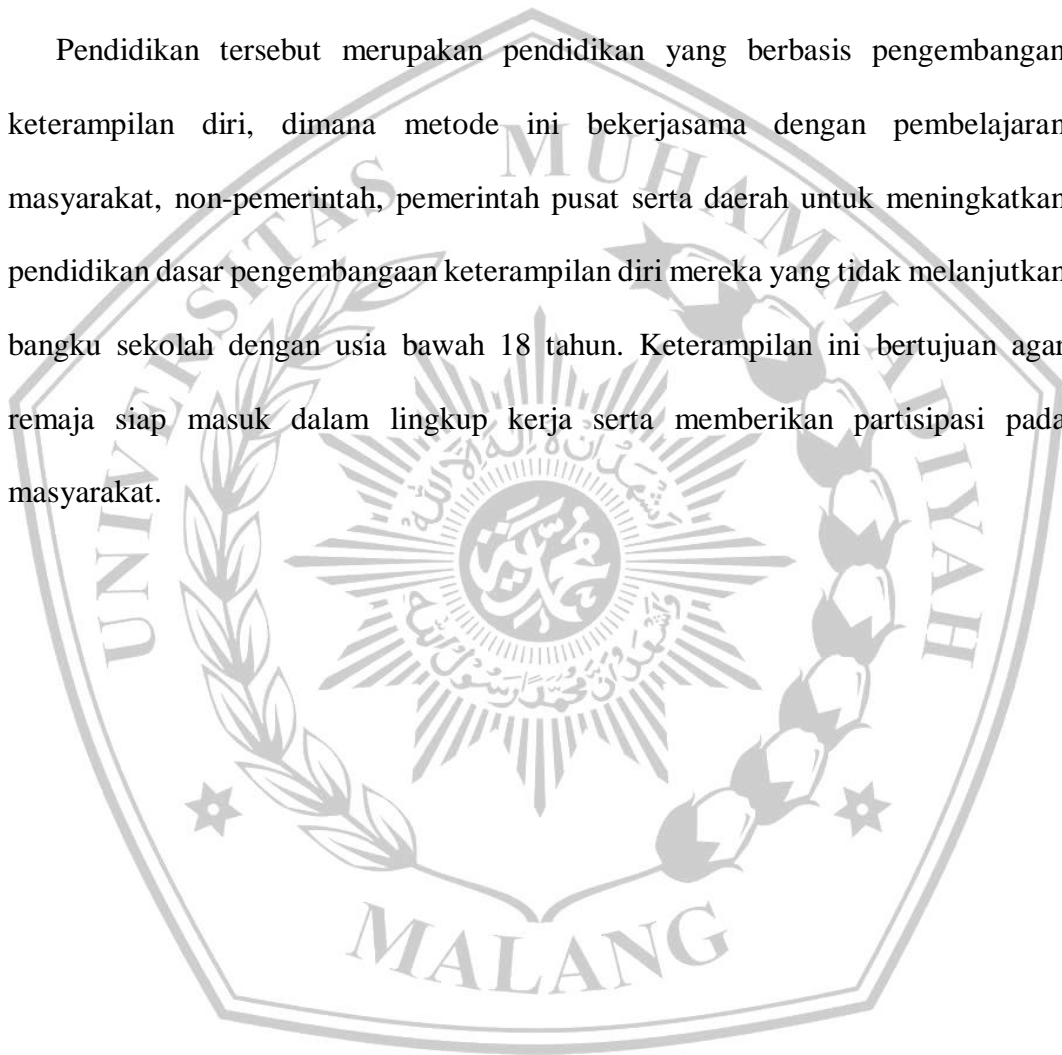 Pendidikan tersebut merupakan pendidikan yang berbasis pengembangan
keterampilan diri, dimana metode ini bekerjasama dengan pembelajaran
masyarakat, non-pemerintah, pemerintah pusat serta daerah untuk meningkatkan
pendidikan dasar pengembangaan keterampilan diri mereka yang tidak melanjutkan
bangku sekolah dengan usia bawah 18 tahun. Keterampilan ini bertujuan agar
remaja siap masuk dalam lingkup kerja serta memberikan partisipasi pada
masyarakat.
UNIVERSITAS MUHAMMADIYAH
MALANG